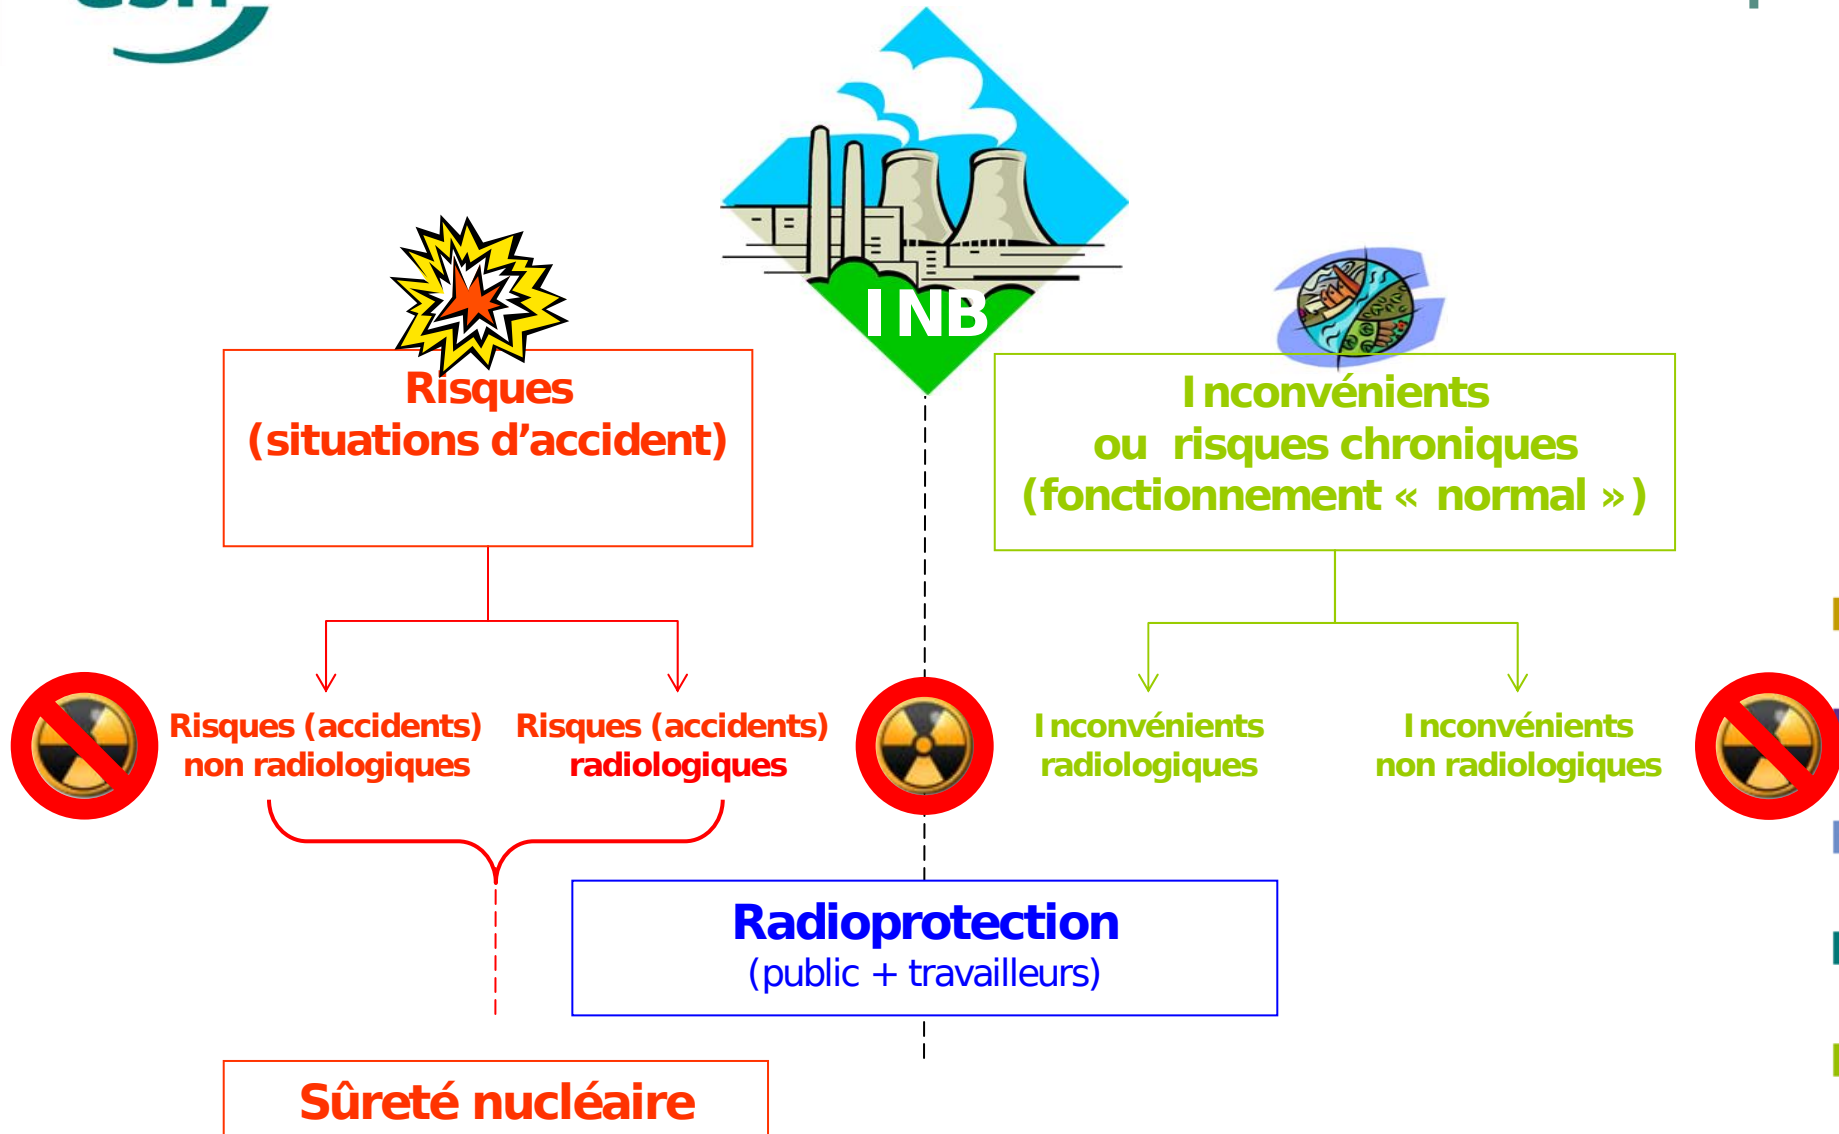 INB
Risques
(situations d’accident)
Inconvénients
ou risques chroniques
(fonctionnement « normal »)
Risques (accidents)
non radiologiques
Risques (accidents)
radiologiques
Inconvénients
radiologiques
Inconvénients
non radiologiques
Radioprotection
(public + travailleurs)
Sûreté nucléaire